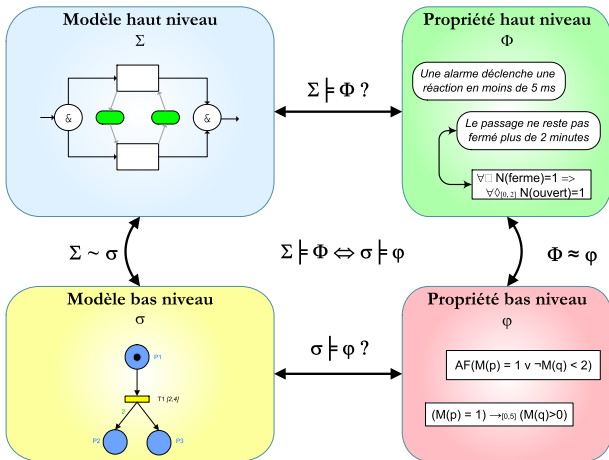 Modèle haut niveau
Σ
&
&
Σ ⊨ Φ ?
Propriété haut niveau
Φ
Une alarme déclenche une
réaction en moins de 5 ms
Le passage ne reste pas
fermé plus de 2 minutes
∀□ N(ferme)=1 =>
∀◊[0, 2] N(ouvert)=1
Σ ~ σ
Σ ⊨ Φ ⇔ σ ⊨ φ
Φ ≈ φ
Modèle bas niveau
σ
P1
T1 [2,4]
2
P2
P3
σ ⊨ φ ?
Propriété bas niveau
φ
AF(M(p) = 1 v ¬M(q) < 2)
(M(p) = 1) →[0,5] (M(q)>0)